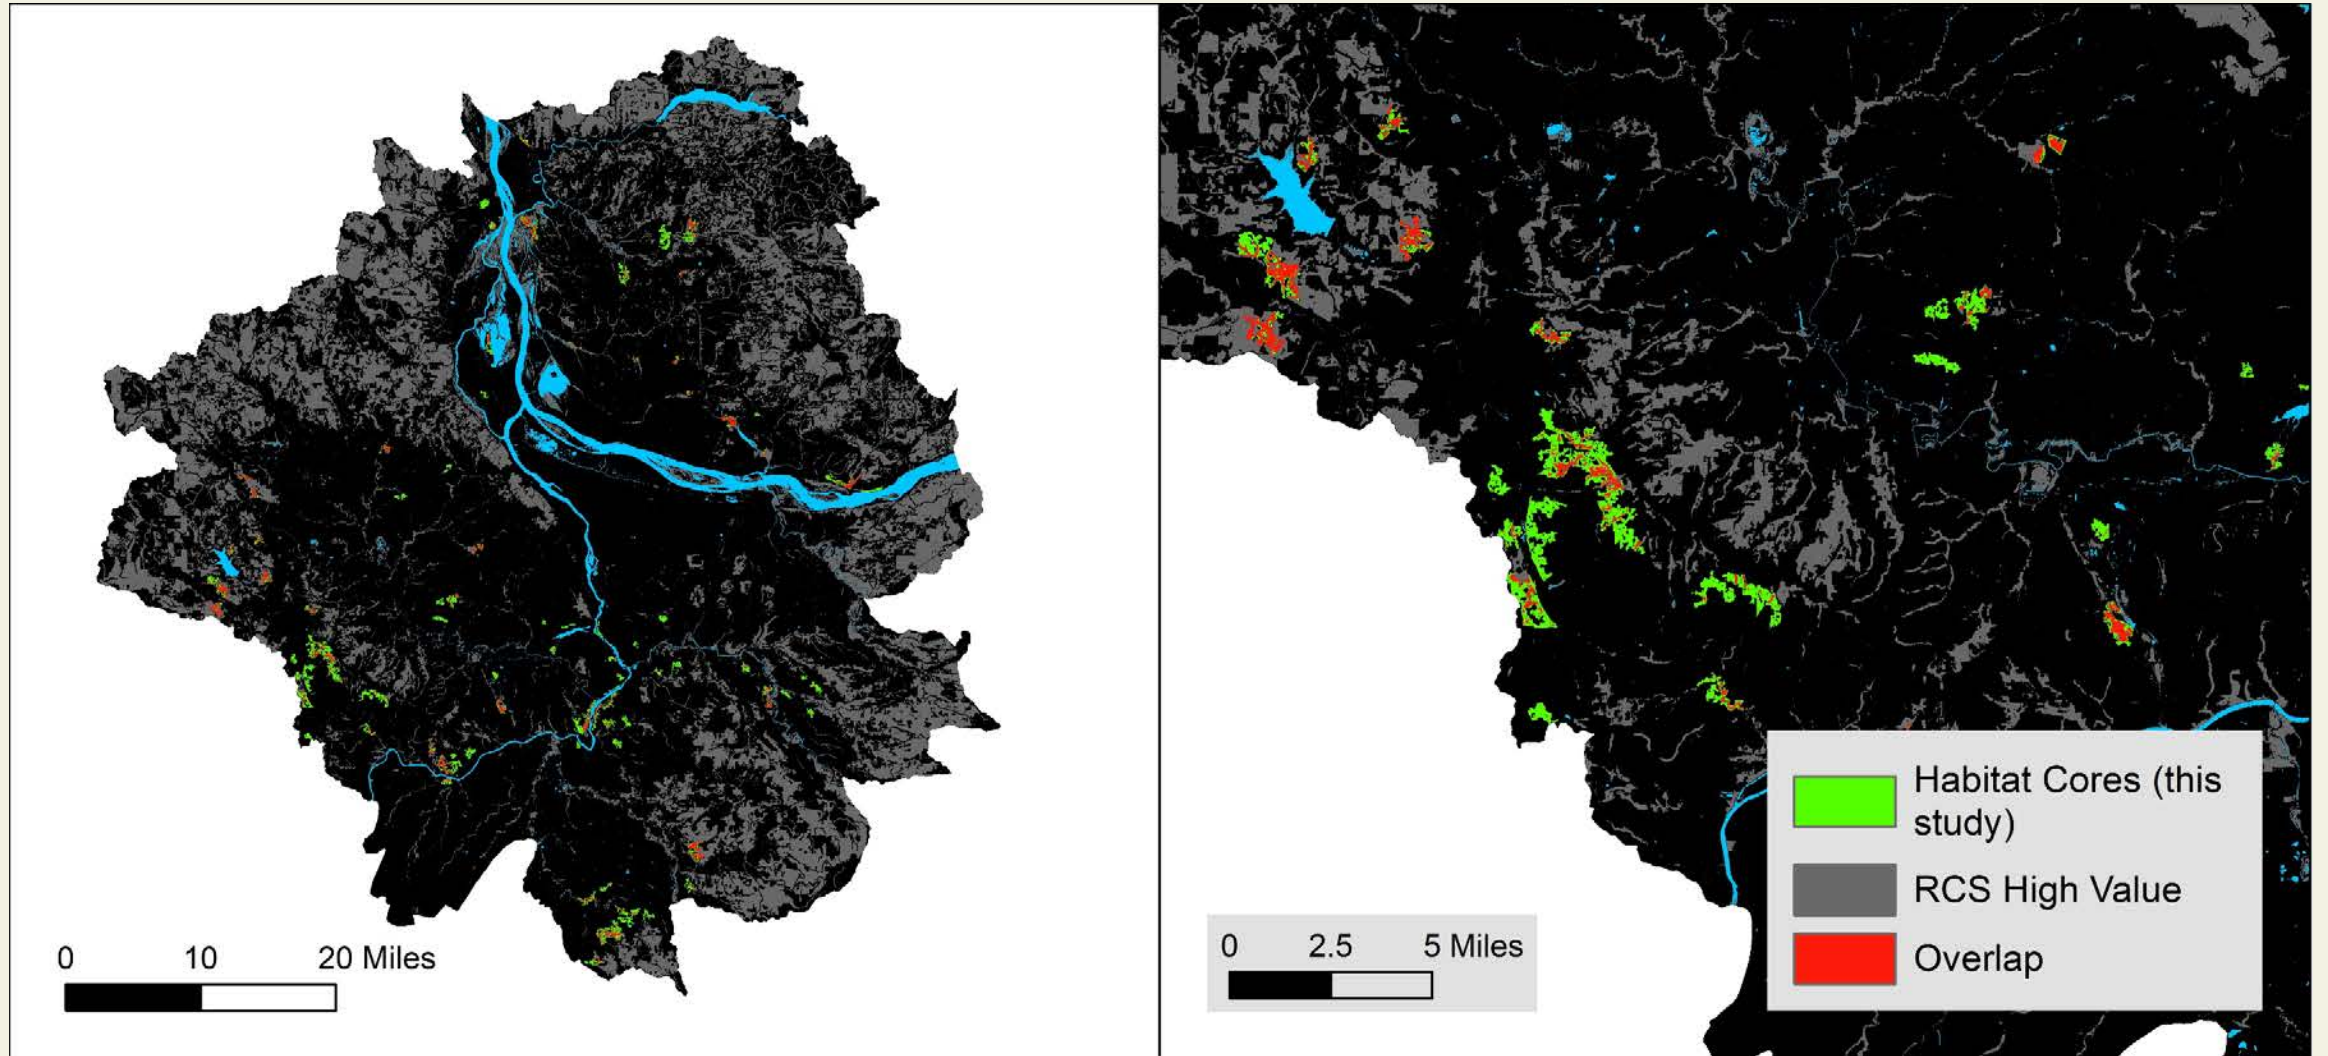 0 10 20 Miles
0 2.5 5 Miles
Habitat Cores (this
study)
RCS High Value
Overlap